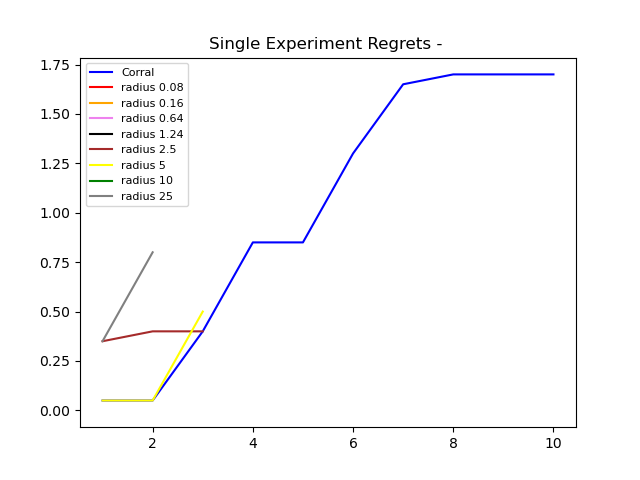 Single Experiment Regrets -
1.75
1.50
1.25
1.00
0.75
0.50
0.25
0.00
Corral
radius 0.08
radius 0.16
radius 0.64
radius 1.24
radius 2.5
radius 5
radius 10
radius 25
2 4 6 8 10